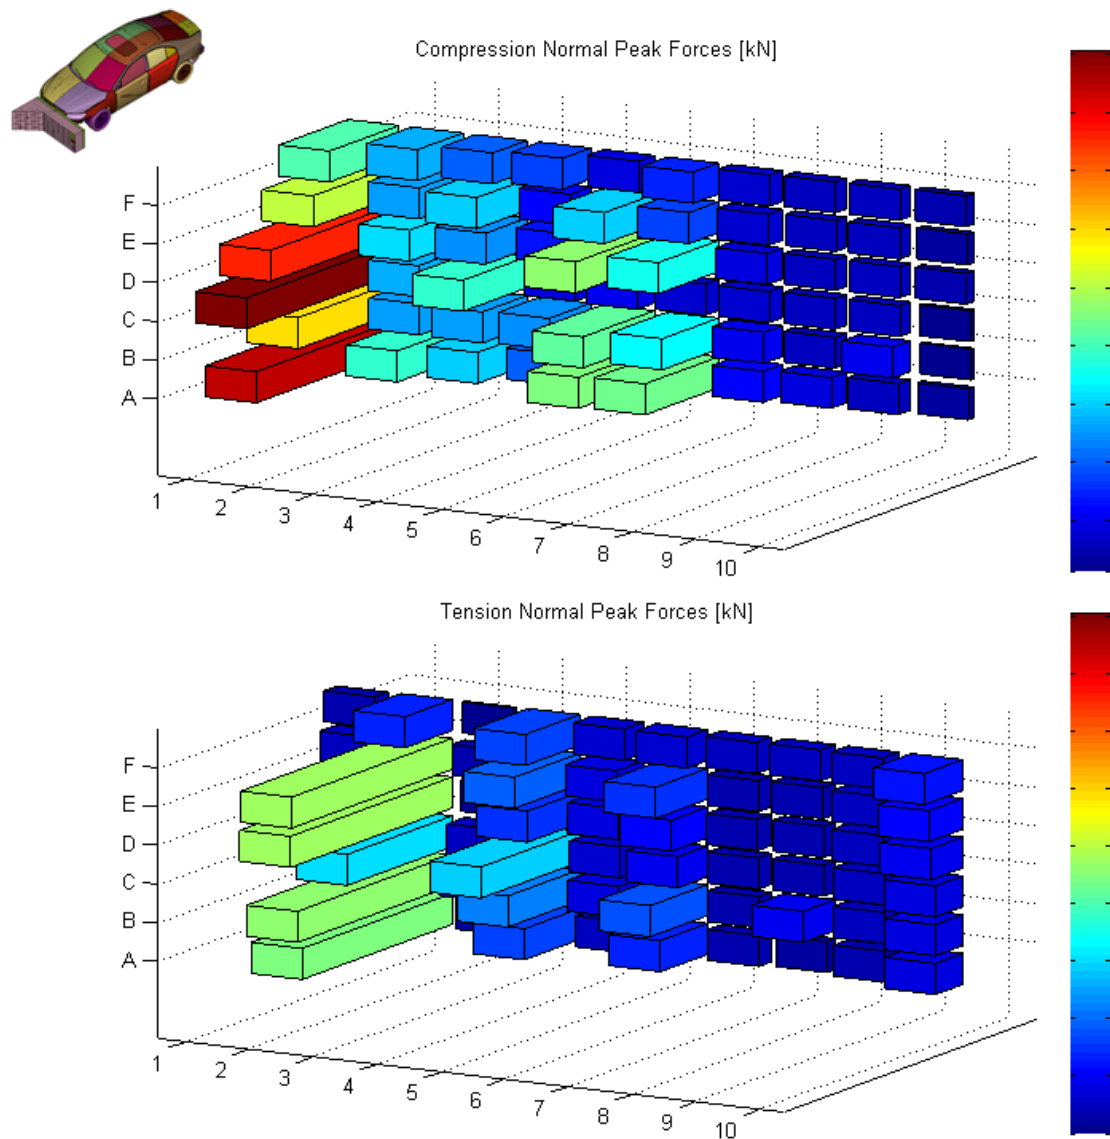 Compression Normal Peak Forces [kN]
F
E
D
C
B
A
1 2 3 4 5 6 7 8 9 10
Tension Normal Peak Forces [kN]
F
E
D
C
B
A
1 2 3 4 5 6 7 8 9 10